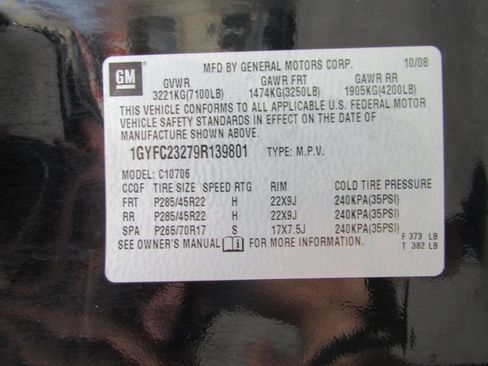 GM
MFD BY GENERAL MOTORS CORP. 10/08
GVWR GAWR FRT GAWR RR
3221KG(7100LB) 1474KG(3250LB) 1905KG(4200LB)
THIS VEHICLE CONFORMS TO ALL APPLICABLE U.S. FEDERAL MOTOR
VEHICLE SAFETY STANDARDS IN EFFECT ON THE DATE OF
MANUFACTURE SHOWN ABOVE.
1GYFC23279R139801 TYPE: M.P.V.
MODEL: C10706
CCQF TIRE SIZE SPEED RTG RIM COLD TIRE PRESSURE
FRT P285/45R22 H 22X9J 240KPA(35PSI)
RR P285/45R22 H 22X9J 240KPA(35PSI)
SPA P265/70R17 S 17X7.5J 240KPA(35PSI)
SEE OWNER'S MANUAL FOR MORE INFORMATION. F 373 LB
T 382 LB